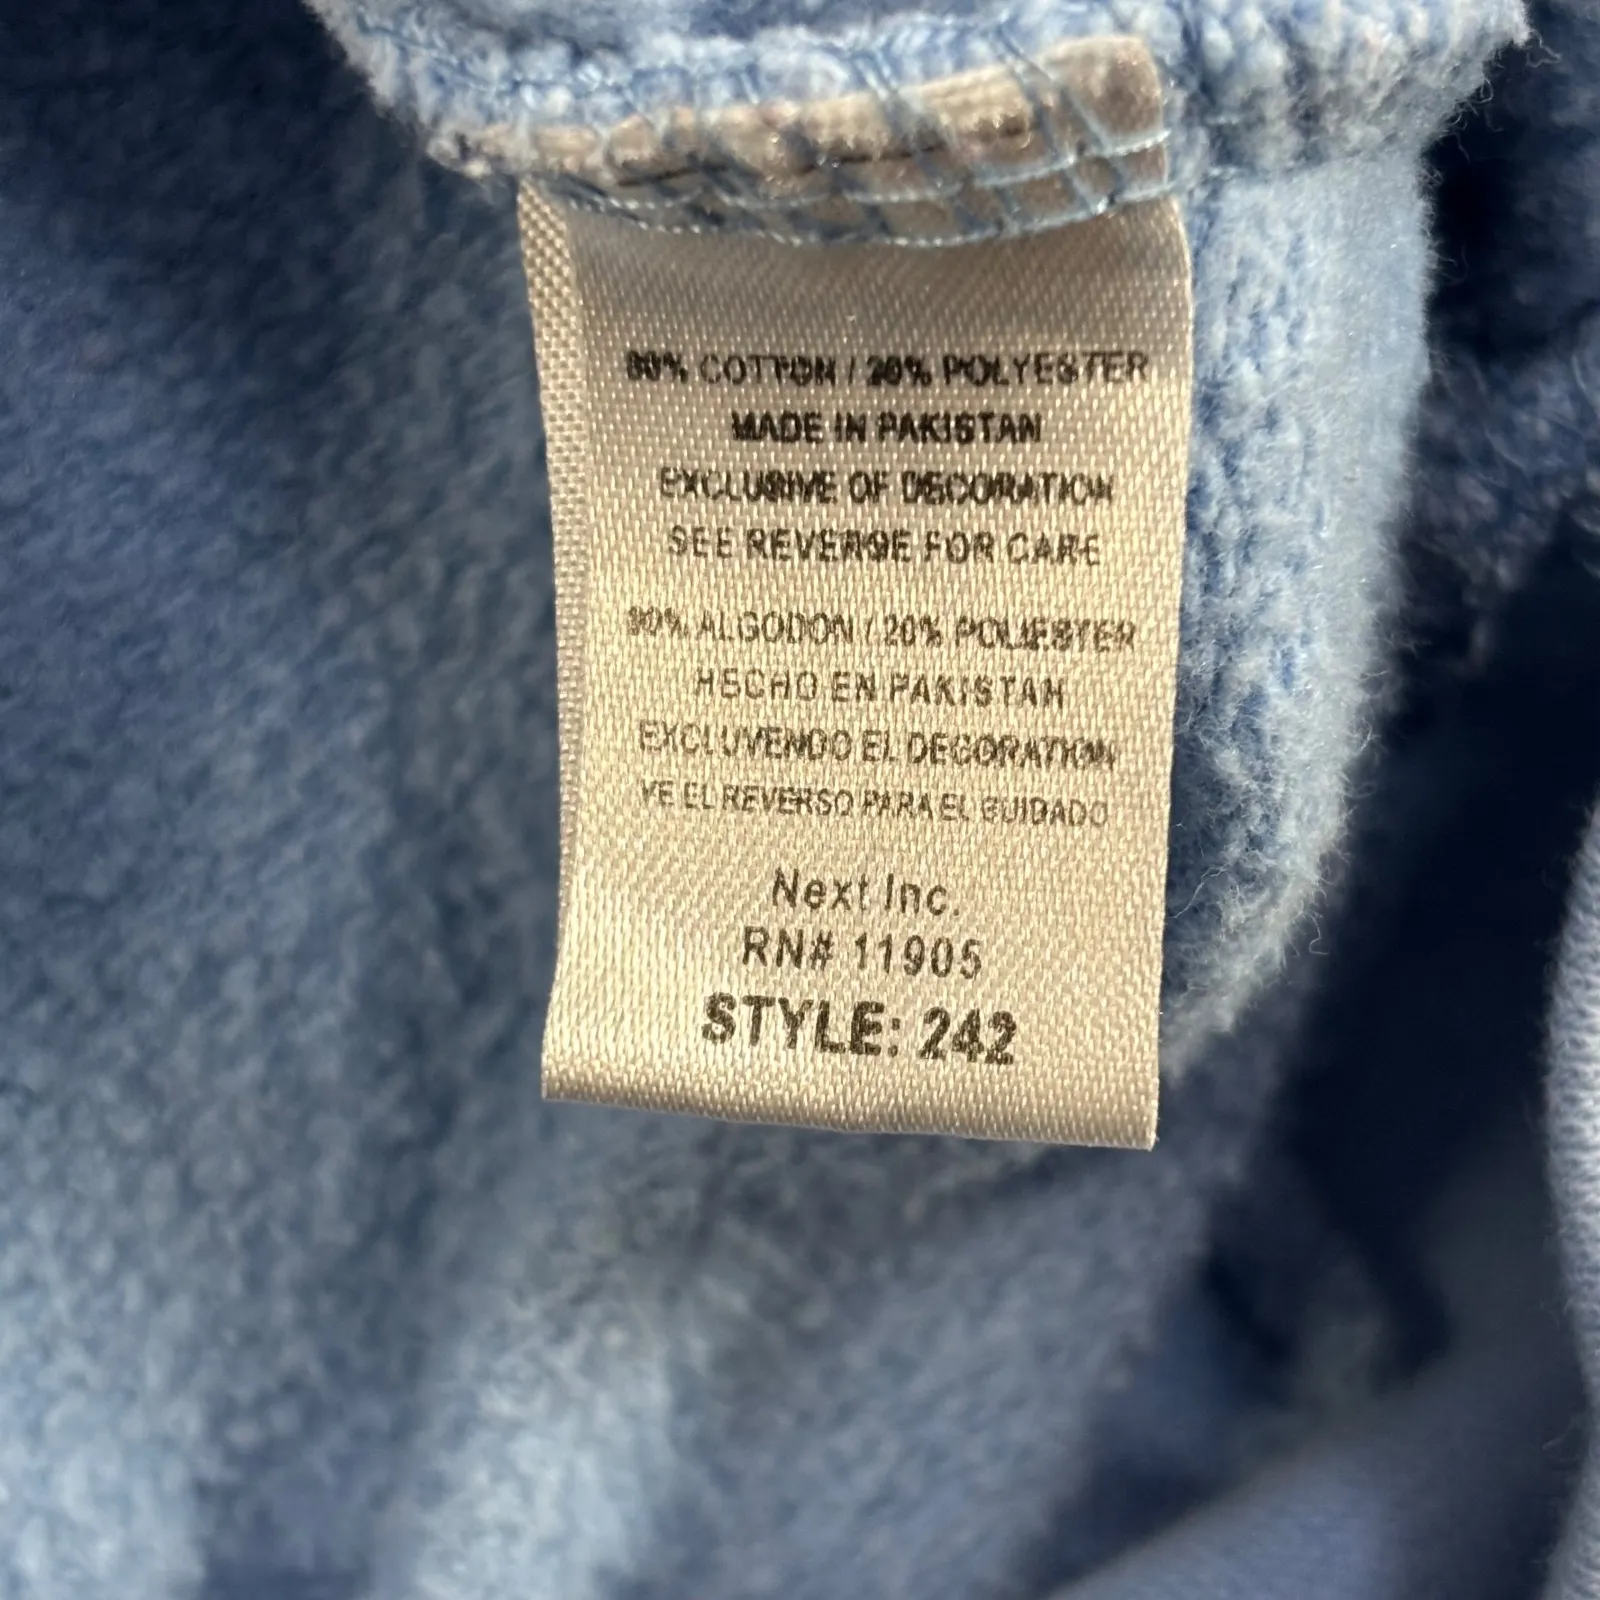 80% COTTON / 20% POLYESTER
MADE IN PAKISTAN
EXCLUSIVE OF DECORATION
SEE REVERSE FOR CARE
80% ALGODON / 20% POLIESTER
HECHO EN PAKISTAN
EXCLUYENDO EL DECORATION
VE EL REVERSO PARA EL CUIDADO
Next Inc.
RN# 11905
STYLE: 242